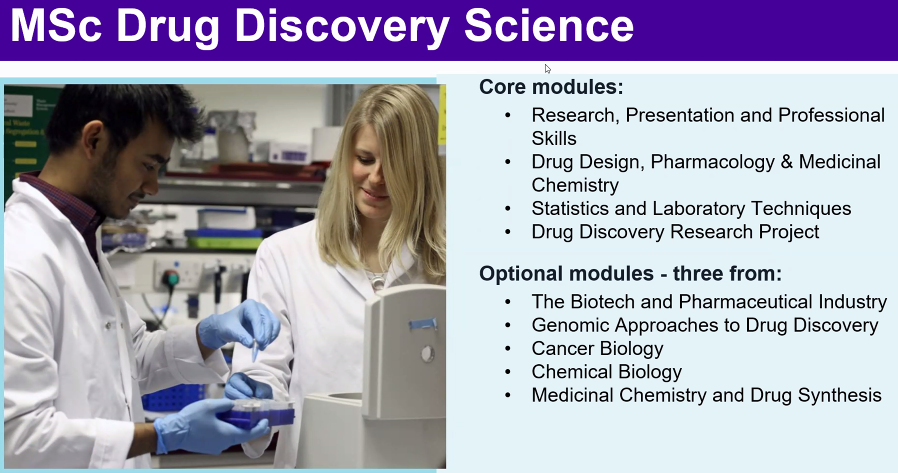 MSc Drug Discovery Science
Core modules:
• Research, Presentation and Professional
Skills
• Drug Design, Pharmacology & Medicinal
Chemistry
• Statistics and Laboratory Techniques
• Drug Discovery Research Project
Optional modules - three from:
• The Biotech and Pharmaceutical Industry
• Genomic Approaches to Drug Discovery
• Cancer Biology
• Chemical Biology
• Medicinal Chemistry and Drug Synthesis